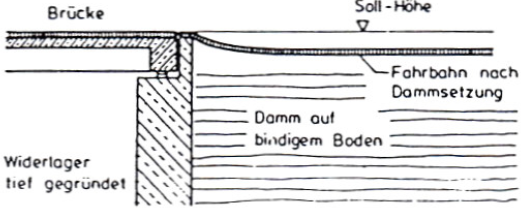 Brücke
Soll-Höhe
Fahrbahn nach
Dammsetzung
Damm auf
bindigem Boden
Widerlager
tief gegründet